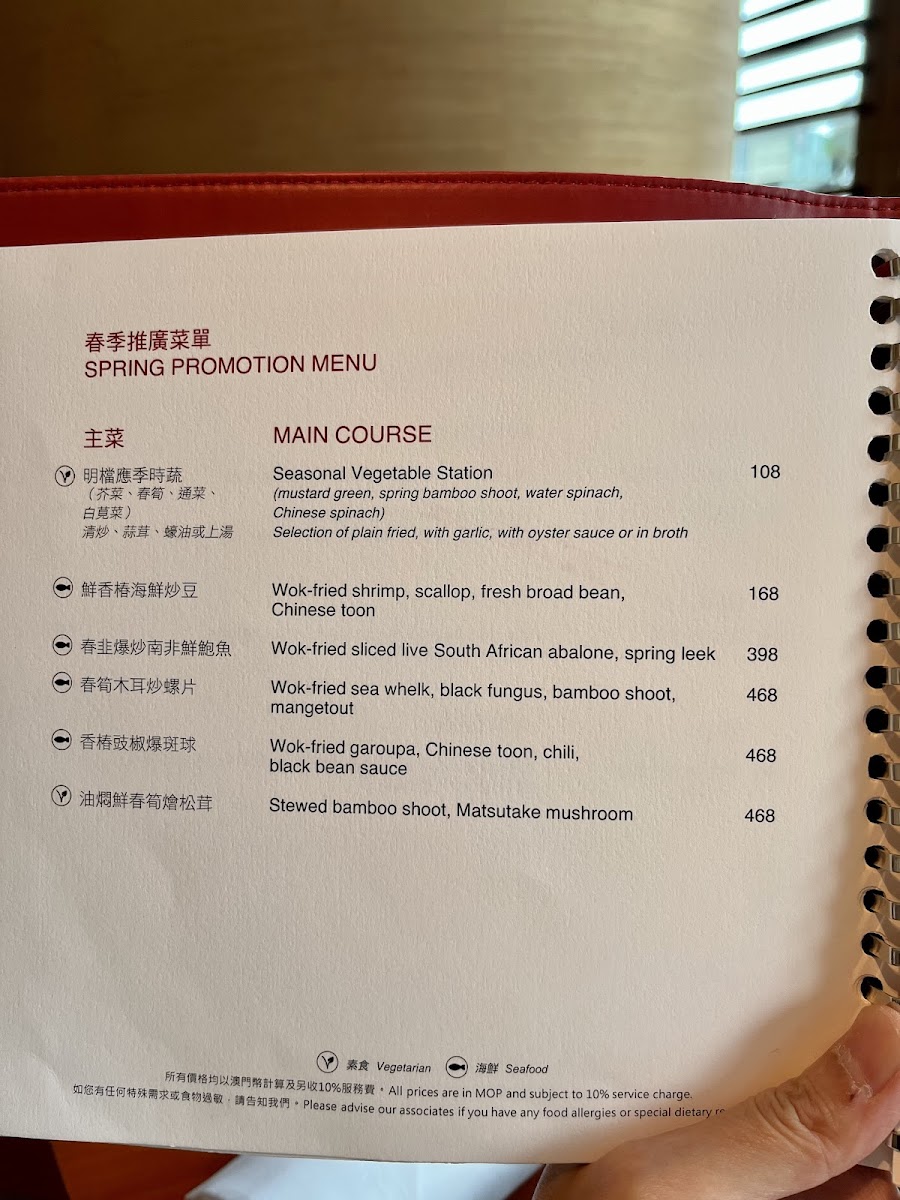 春季推廣菜單
SPRING PROMOTION MENU
主菜
MAIN COURSE
明檔應季時蔬
（芥菜、春筍、通菜、
白莧菜）
清炒、蒜茸、蠔油或上湯
Seasonal Vegetable Station
(mustard green, spring bamboo shoot, water spinach,
Chinese spinach)
Selection of plain fried, with garlic, with oyster sauce or in broth
108
鮮香椿海鮮炒豆
Wok-fried shrimp, scallop, fresh broad bean,
Chinese toon
168
春韭爆炒南非鮮鮑魚
Wok-fried sliced live South African abalone, spring leek
398
春筍木耳炒螺片
Wok-fried sea whelk, black fungus, bamboo shoot,
mangetout
468
香椿豉椒爆斑球
Wok-fried garoupa, Chinese toon, chili,
black bean sauce
468
油燜鮮春筍燴松茸
Stewed bamboo shoot, Matsutake mushroom
468
素食 Vegetarian 海鮮 Seafood
所有價格均以澳門幣計算及另收10%服務費。All prices are in MOP and subject to 10% service charge.
如您有任何特殊需求或食物過敏，請告知我們。Please advise our associates if you have any food allergies or special dietary